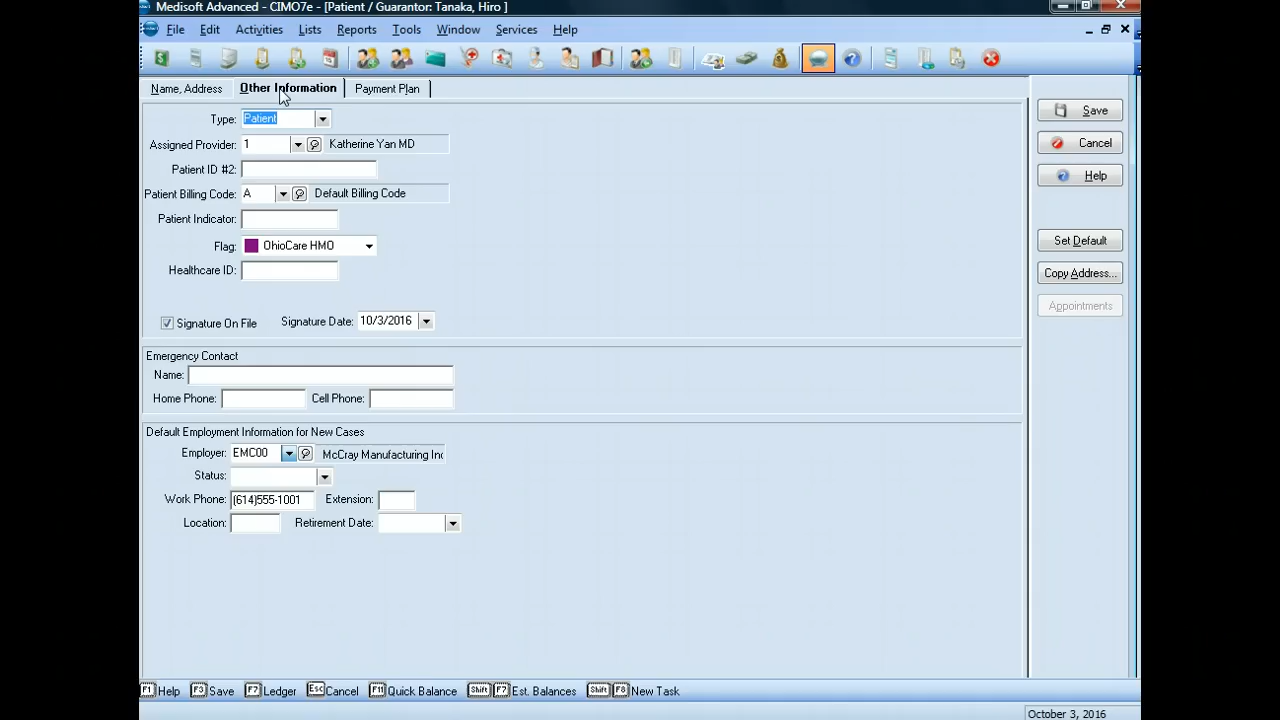 Medisoft Advanced - CIMO7e - [Patient / Guarantor: Tanaka, Hiro ]
File Edit Activities Lists Reports Tools Window Services Help
Name, Address Other Information Payment Plan
Type: Patient
Save
Assigned Provider: 1 Katherine Yan MD
Cancel
Patient ID #2:
Help
Patient Billing Code: A Default Billing Code
Patient Indicator:
Flag: OhioCare HMO
Set Default
Healthcare ID:
Copy Address...
Appointments
Signature On File Signature Date: 10/3/2016
Emergency Contact
Name:
Home Phone: Cell Phone:
Default Employment Information for New Cases
Employer: EMC00 McCray Manufacturing Inc
Status:
Work Phone: (614)555-1001 Extension:
Location: Retirement Date:
F1 Help F3 Save F7 Ledger Esc Cancel F11 Quick Balance Shift F7 Est. Balances Shift F8 New Task
October 3, 2016